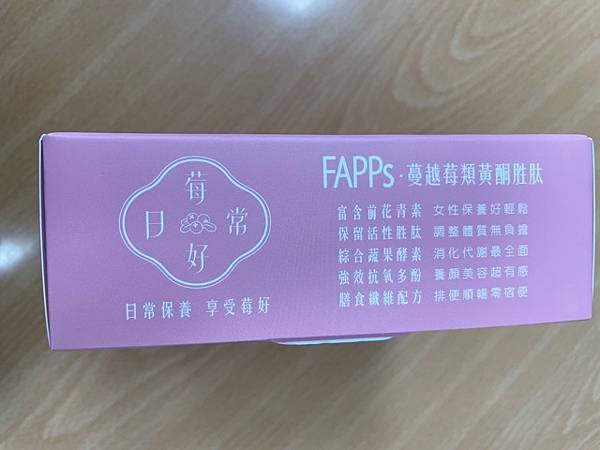 莓
日 常
好
日常保養 享受莓好
FAPPs・蔓越莓類黃酮胜肽
富含前花青素 女性保養好輕鬆
保留活性胜肽 調整體質無負擔
綜合蔬果酵素 消化代謝最全面
強效抗氧多酚 養顏美容超有感
膳食纖維配方 排便順暢零宿便